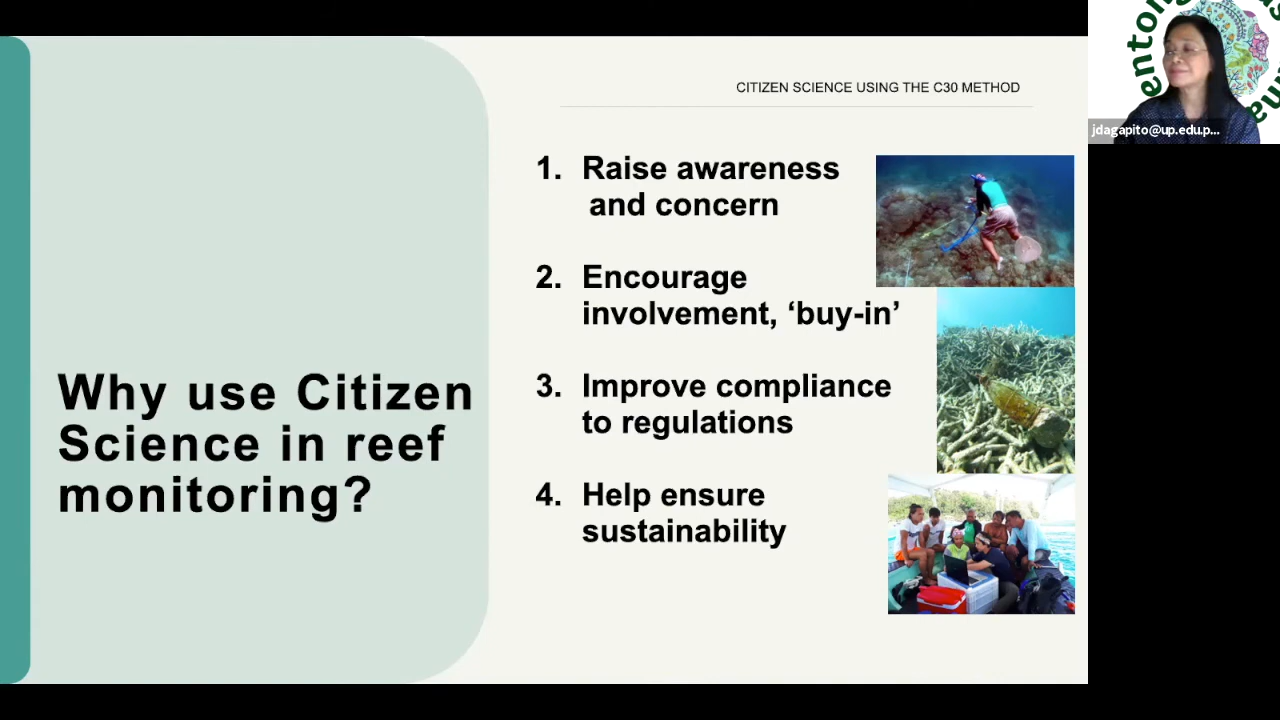 CITIZEN SCIENCE USING THE C30 METHOD
Why use Citizen
Science in reef
monitoring?
1. Raise awareness
and concern
2. Encourage
involvement, ‘buy-in’
3. Improve compliance
to regulations
4. Help ensure
sustainability
jdagapito@up.edu.p...